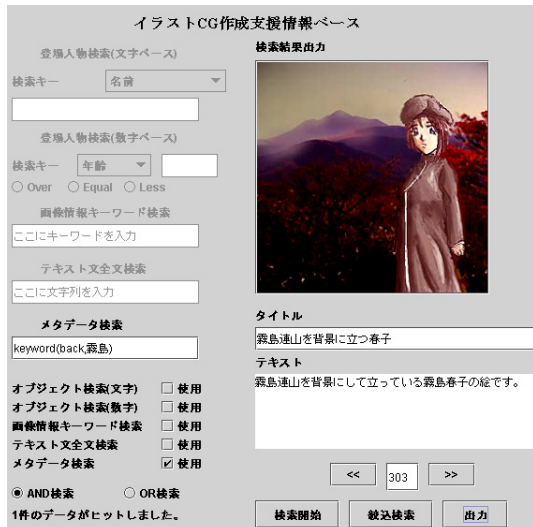 イラストCG作成支援情報ベース
登場人物検索(文字ベース)
検索キー 名前
登場人物検索(数字ベース)
検索キー 年齢
Over Equal Less
画像情報キーワード検索
ここにキーワードを入力
テキスト文全文検索
ここに文字列を入力
メタデータ検索
keyword(back,霧島)
オブジェクト検索(文字) 使用
オブジェクト検索(数字) 使用
画像情報キーワード検索 使用
テキスト文全文検索 使用
メタデータ検索 使用
AND検索 OR検索
1件のデータがヒットしました。
検索結果出力
タイトル
霧島連山を背景に立つ春子
テキスト
霧島連山を背景にして立っている霧島春子の絵です。
<< 303 >>
検索開始 絞込検索 出力